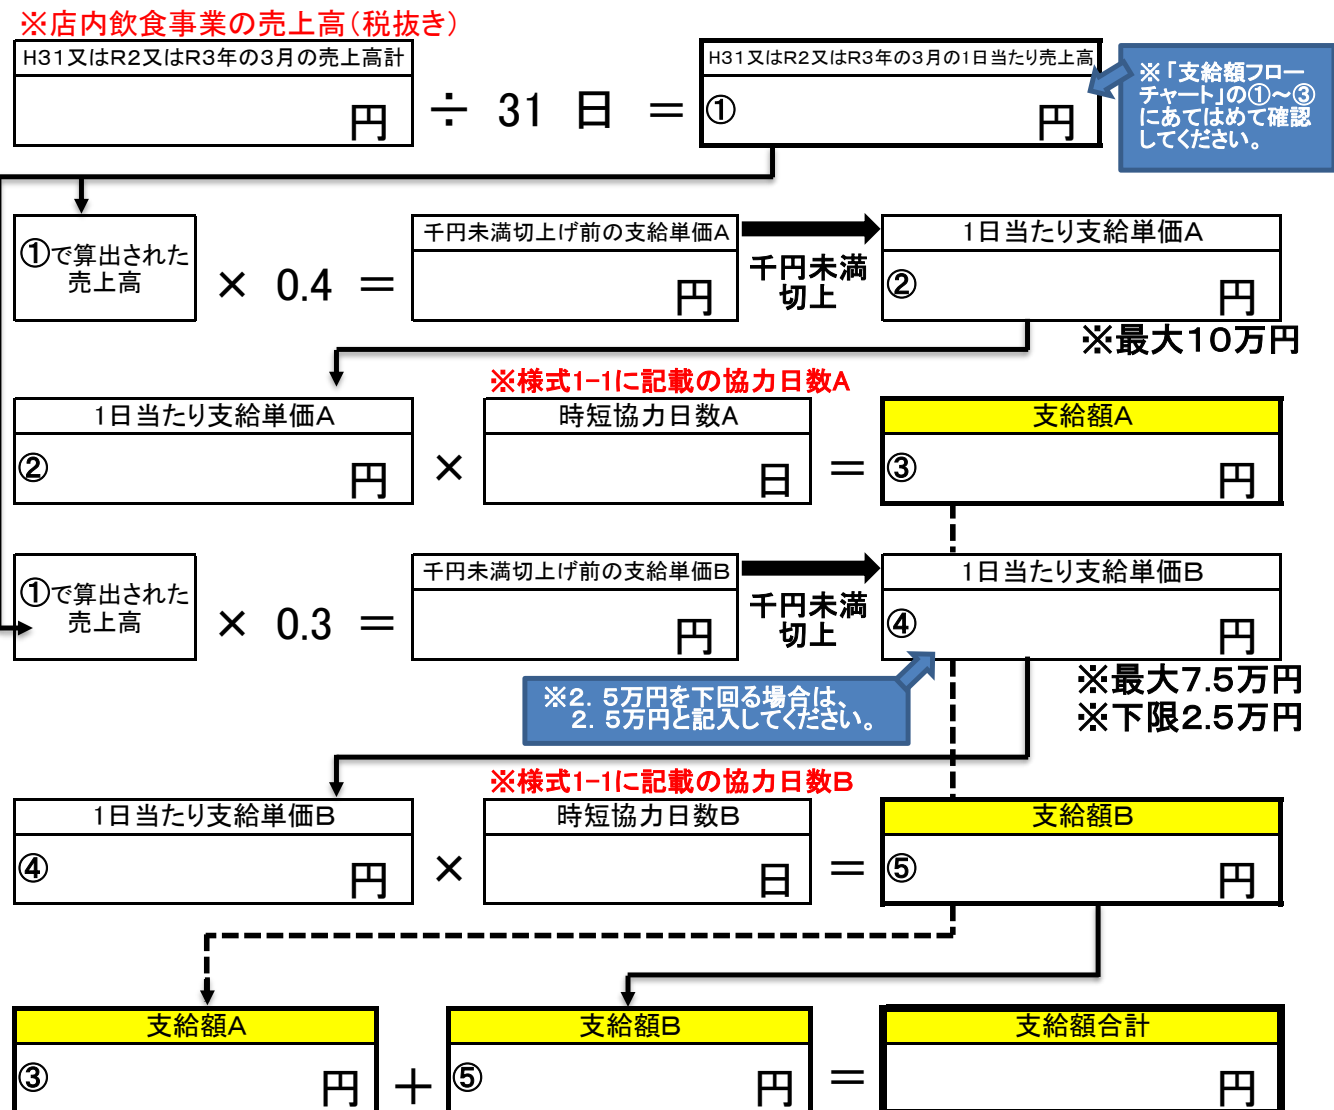 ※店内飲食事業の売上高（税抜き）
H31又はR2又はR3年の3月の売上高計
円
÷ 31 日 ＝
H31又はR2又はR3年の3月の1日当たり売上高
①
円
※「支給額フロー
チャート」の①～③
にあてはめて確認
してください。
①で算出された
売上高
× 0.4 ＝
千円未満切上げ前の支給単価A
円
千円未満
切上
1日当たり支給単価A
②
円
※最大10万円
※様式1-1に記載の協力日数A
1日当たり支給単価A
②
円
×
時短協力日数A
日
＝
支給額A
③
円
①で算出された
売上高
× 0.3 ＝
千円未満切上げ前の支給単価B
円
千円未満
切上
1日当たり支給単価B
④
円
※最大7.5万円
※下限2.5万円
※2．5万円を下回る場合は、
2．5万円と記入してください。
※様式1-1に記載の協力日数B
1日当たり支給単価B
④
円
×
時短協力日数B
日
＝
支給額B
⑤
円
支給額A
③
円
＋
支給額B
⑤
円
＝
支給額合計
円